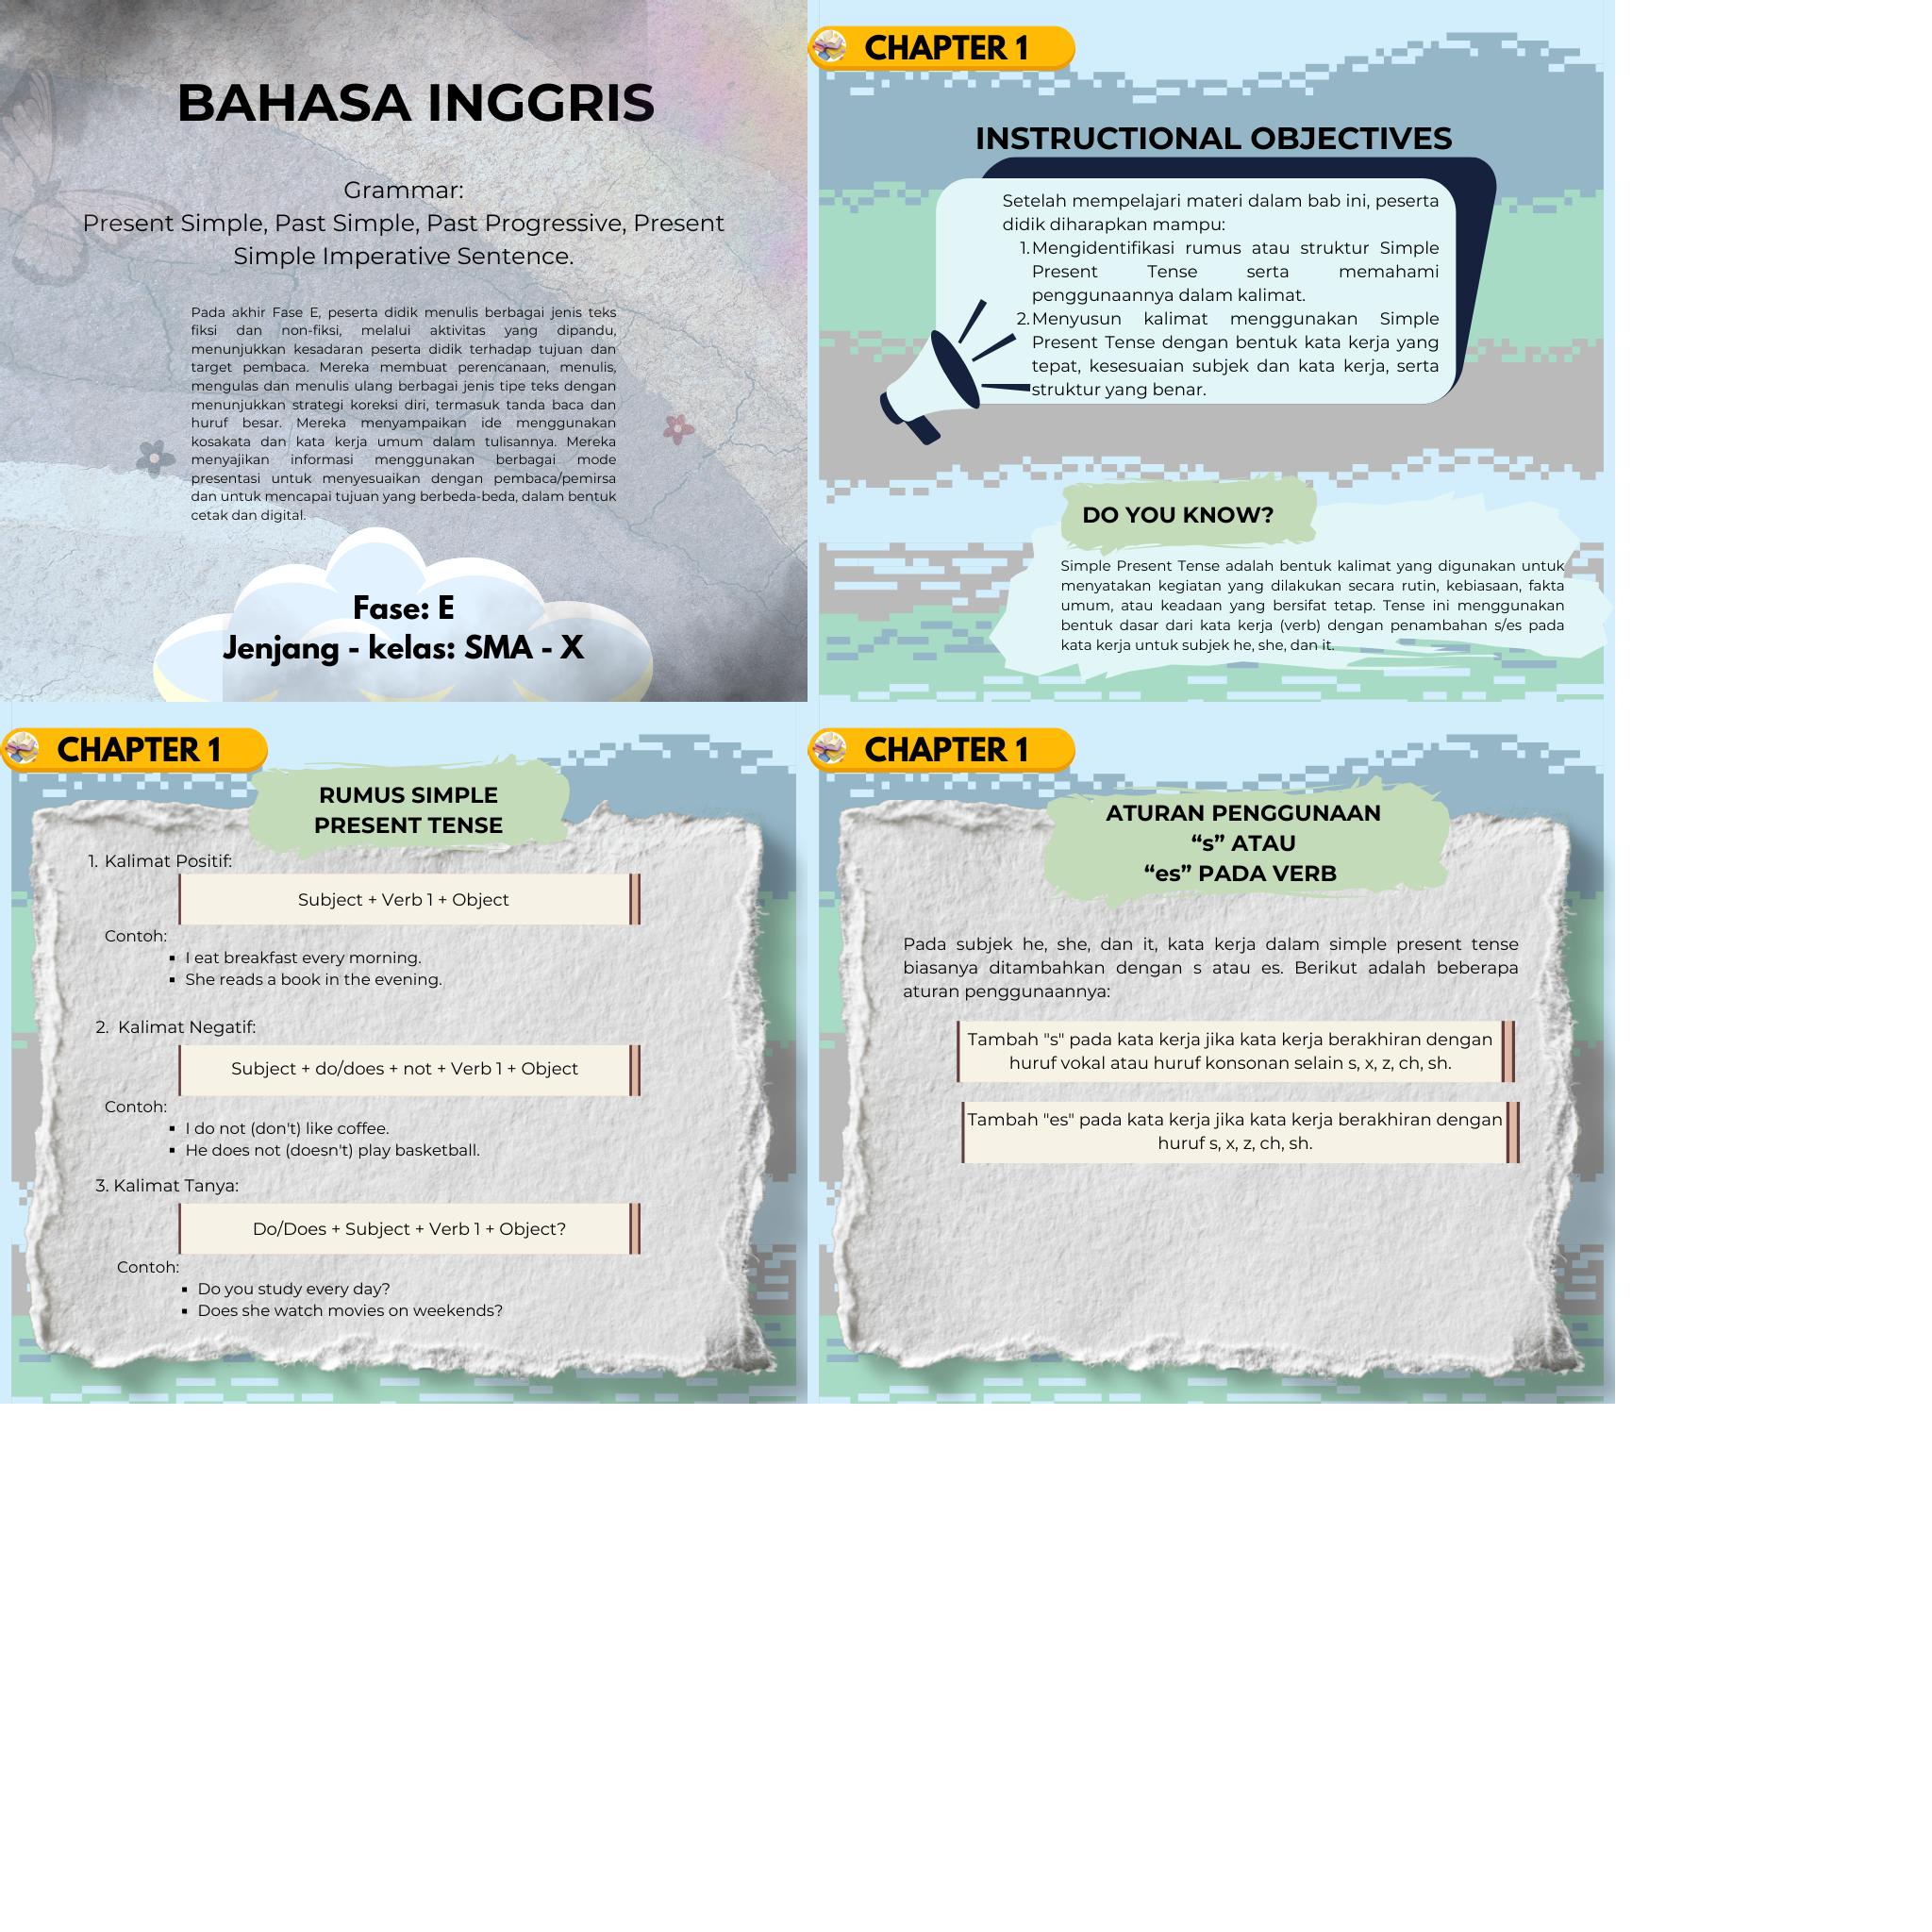 BAHASA INGGRIS
Grammar:
Present Simple, Past Simple, Past Progressive, Present
Simple Imperative Sentence.
Pada akhir Fase E, peserta didik menulis berbagai jenis teks
fiksi dan non-fiksi, melalui aktivitas yang dipandu,
menunjukkan kesadaran peserta didik terhadap tujuan dan
target pembaca. Mereka membuat perencanaan, menulis,
mengulas dan menulis ulang berbagai jenis tipe teks dengan
menunjukkan strategi koreksi diri, termasuk tanda baca dan
huruf besar. Mereka menyampaikan ide menggunakan
kosakata dan kata kerja umum dalam tulisannya. Mereka
menyajikan informasi menggunakan berbagai mode
presentasi untuk menyesuaikan dengan pembaca/pemirsa
dan untuk mencapai tujuan yang berbeda-beda, dalam bentuk
cetak dan digital.
Fase: E
Jenjang - kelas: SMA - X
CHAPTER 1
INSTRUCTIONAL OBJECTIVES
Setelah mempelajari materi dalam bab ini, peserta
didik diharapkan mampu:
1. Mengidentifikasi rumus atau struktur Simple
Present Tense serta memahami
penggunaannya dalam kalimat.
2. Menyusun kalimat menggunakan Simple
Present Tense dengan bentuk kata kerja yang
tepat, kesesuaian subjek dan kata kerja, serta
struktur yang benar.
DO YOU KNOW?
Simple Present Tense adalah bentuk kalimat yang digunakan untuk
menyatakan kegiatan yang dilakukan secara rutin, kebiasaan, fakta
umum, atau keadaan yang bersifat tetap. Tense ini menggunakan
bentuk dasar dari kata kerja (verb) dengan penambahan s/es pada
kata kerja untuk subjek he, she, dan it.
CHAPTER 1
RUMUS SIMPLE
PRESENT TENSE
1. Kalimat Positif:
Subject + Verb 1 + Object
Contoh:
▪ I eat breakfast every morning.
▪ She reads a book in the evening.
2. Kalimat Negatif:
Subject + do/does + not + Verb 1 + Object
Contoh:
▪ I do not (don't) like coffee.
▪ He does not (doesn't) play basketball.
3. Kalimat Tanya:
Do/Does + Subject + Verb 1 + Object?
Contoh:
▪ Do you study every day?
▪ Does she watch movies on weekends?
CHAPTER 1
ATURAN PENGGUNAAN
“s” ATAU
“es” PADA VERB
Pada subjek he, she, dan it, kata kerja dalam simple present tense
biasanya ditambahkan dengan s atau es. Berikut adalah beberapa
aturan penggunaannya:
Tambah "s" pada kata kerja jika kata kerja berakhiran dengan
huruf vokal atau huruf konsonan selain s, x, z, ch, sh.
Tambah "es" pada kata kerja jika kata kerja berakhiran dengan
huruf s, x, z, ch, sh.